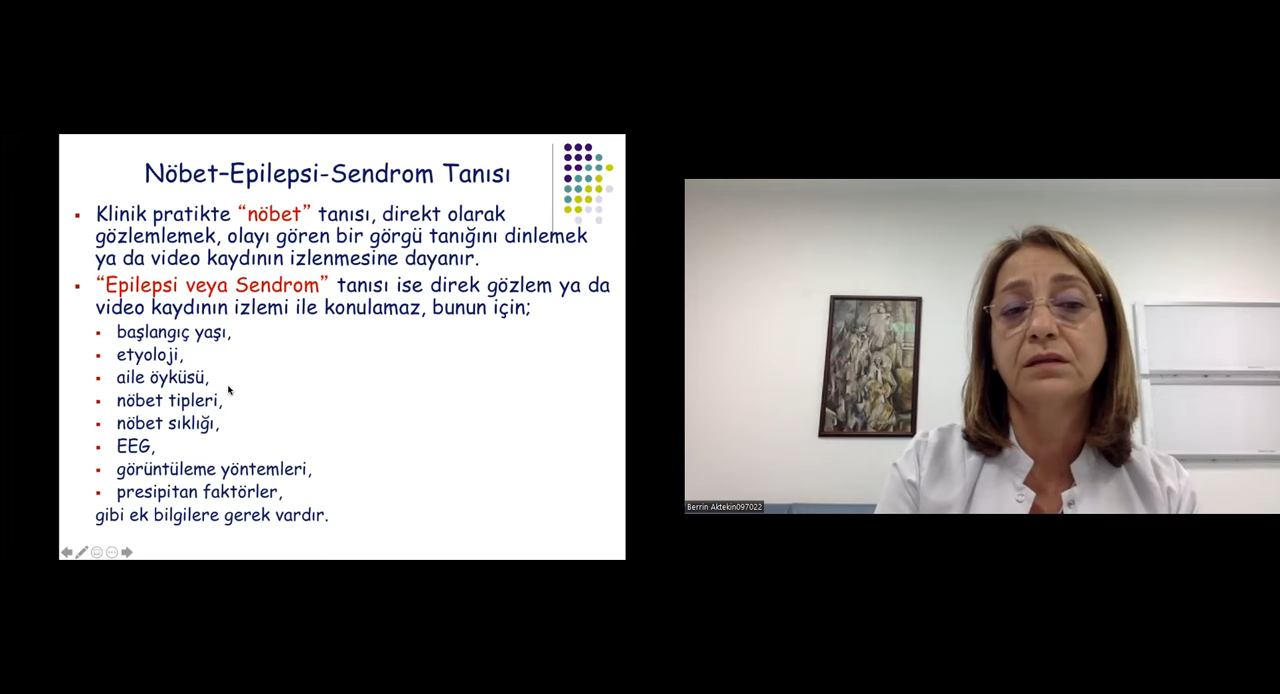 Nöbet–Epilepsi-Sendrom Tanısı
Klinik pratikte “nöbet” tanısı, direkt olarak
gözlemlemek, olayı gören bir görgü tanığını dinlemek
ya da video kaydının izlenmesine dayanır.
“Epilepsi veya Sendrom” tanısı ise direk gözlem ya da
video kaydının izlemi ile konulamaz, bunun için;
başlangıç yaşı,
etyoloji,
aile öyküsü,
nöbet tipleri,
nöbet sıklığı,
EEG,
görüntüleme yöntemleri,
presipitan faktörler,
gibi ek bilgilere gerek vardır.
Berrin Aktekin097022